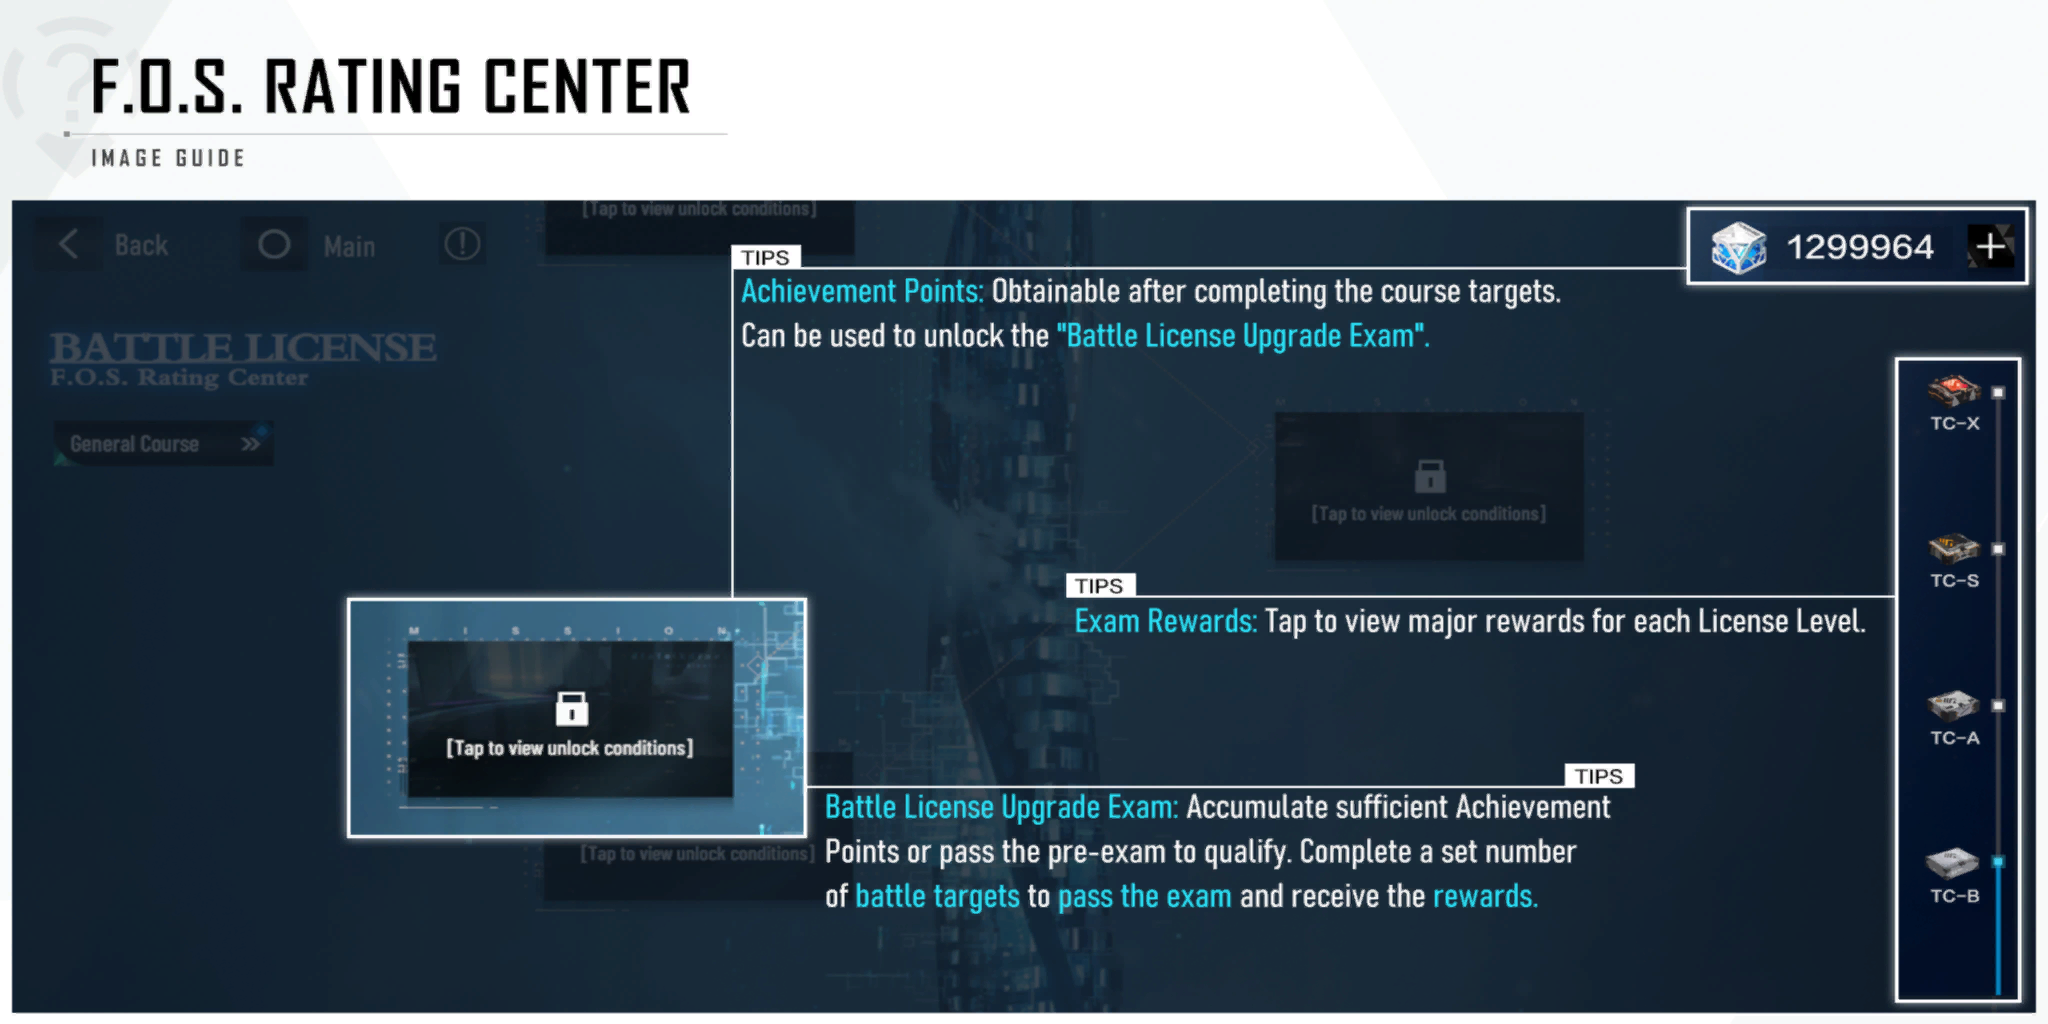 F.O.S. RATING CENTER
IMAGE GUIDE
[Tap to view unlock conditions]
Back
Main
1299964
TIPS
Achievement Points: Obtainable after completing the course targets.
Can be used to unlock the "Battle License Upgrade Exam".
BATTLE LICENSE
F.O.S. Rating Center
General Course
TC-X
M I S S I O N
[Tap to view unlock conditions]
TC-S
TIPS
Exam Rewards: Tap to view major rewards for each License Level.
M I S S I O N
[Tap to view unlock conditions]
TC-A
TIPS
Battle License Upgrade Exam: Accumulate sufficient Achievement
Points or pass the pre-exam to qualify. Complete a set number
of battle targets to pass the exam and receive the rewards.
[Tap to view unlock conditions]
TC-B